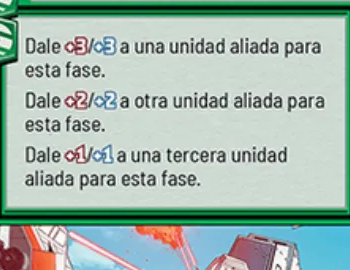 Dale +3/+3 a una unidad aliada para
esta fase.
Dale +2/+2 a otra unidad aliada para
esta fase.
Dale +1/+1 a una tercera unidad
aliada para esta fase.